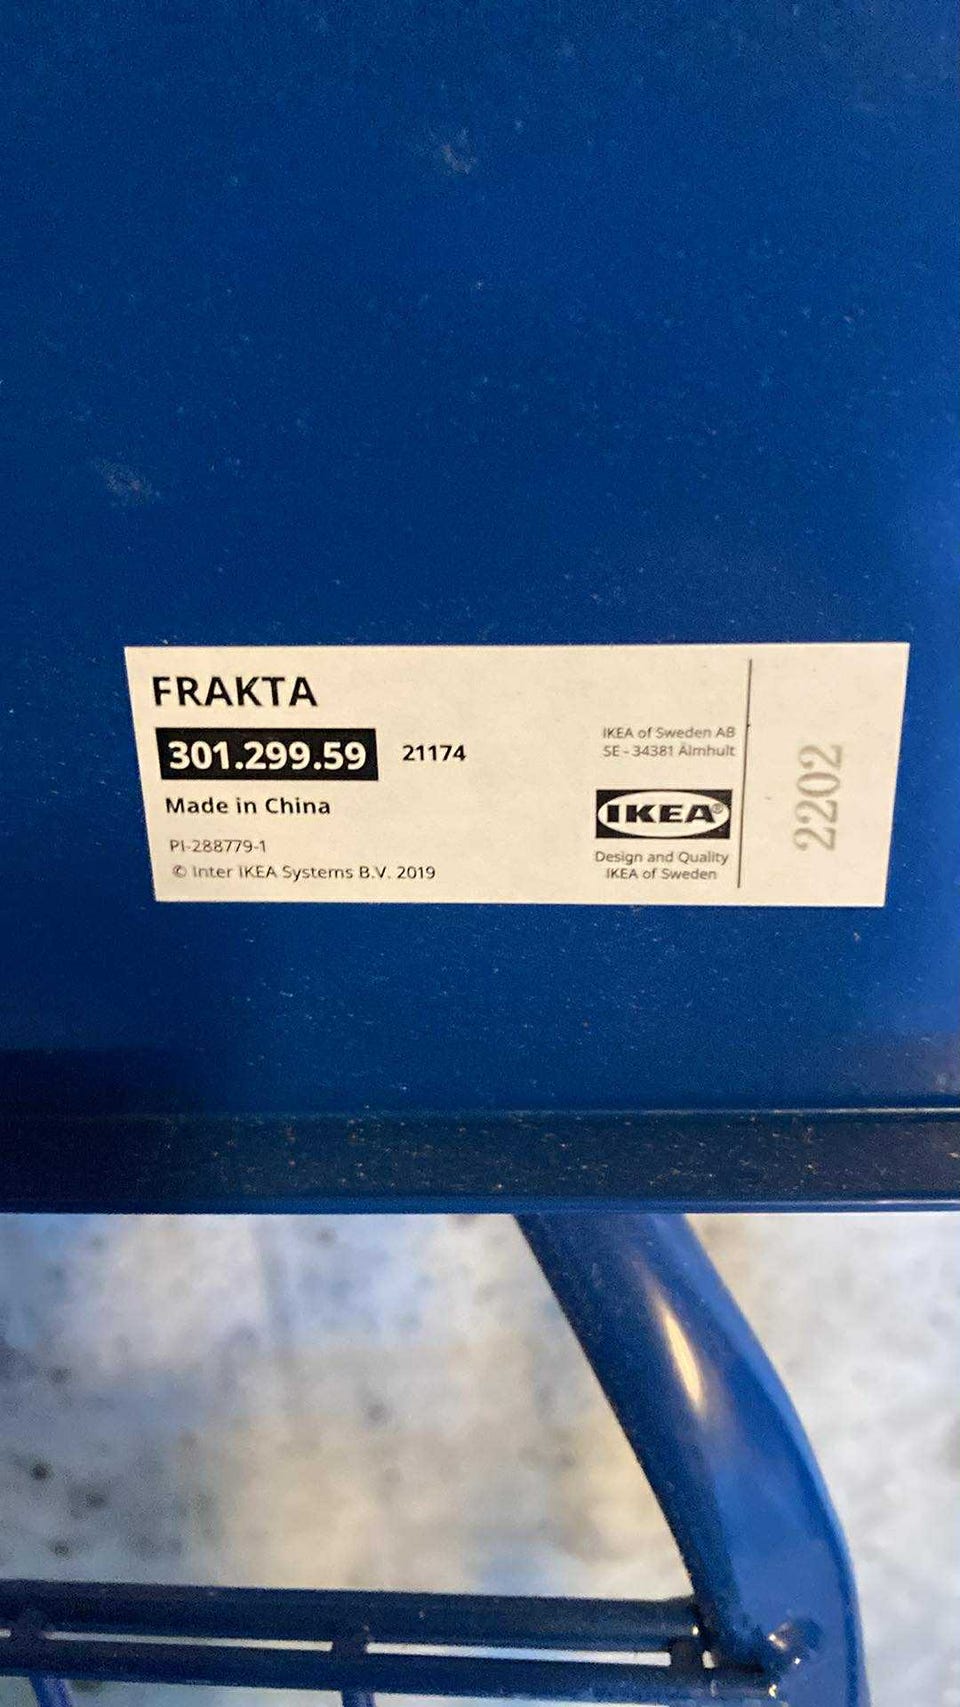 FRAKTA
301.299.59 21174
Made in China
PI-288779-1
© Inter IKEA Systems B.V. 2019
IKEA of Sweden AB
SE - 34381 Älmhult
IKEA®
Design and Quality
IKEA of Sweden
2202